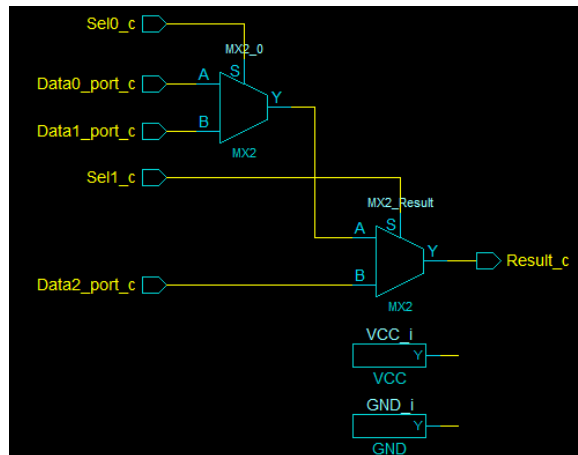 Sel0_c
MX2_0
S
Data0_port_c
A
Y
Data1_port_c
B
MX2
Sel1_c
MX2_Result
S
A
Y
Result_c
Data2_port_c
B
MX2
VCC_i
Y
VCC
GND_i
Y
GND